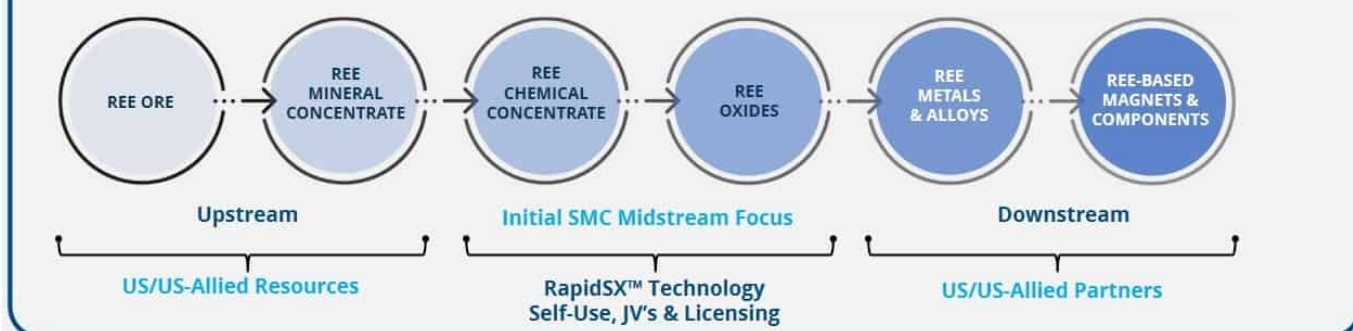 REE ORE
REE
MINERAL
CONCENTRATE
REE
CHEMICAL
CONCENTRATE
REE
OXIDES
REE
METALS
& ALLOYS
REE-BASED
MAGNETS &
COMPONENTS
Upstream
Initial SMC Midstream Focus
Downstream
US/US-Allied Resources
RapidSX™ Technology
Self-Use, JV's & Licensing
US/US-Allied Partners